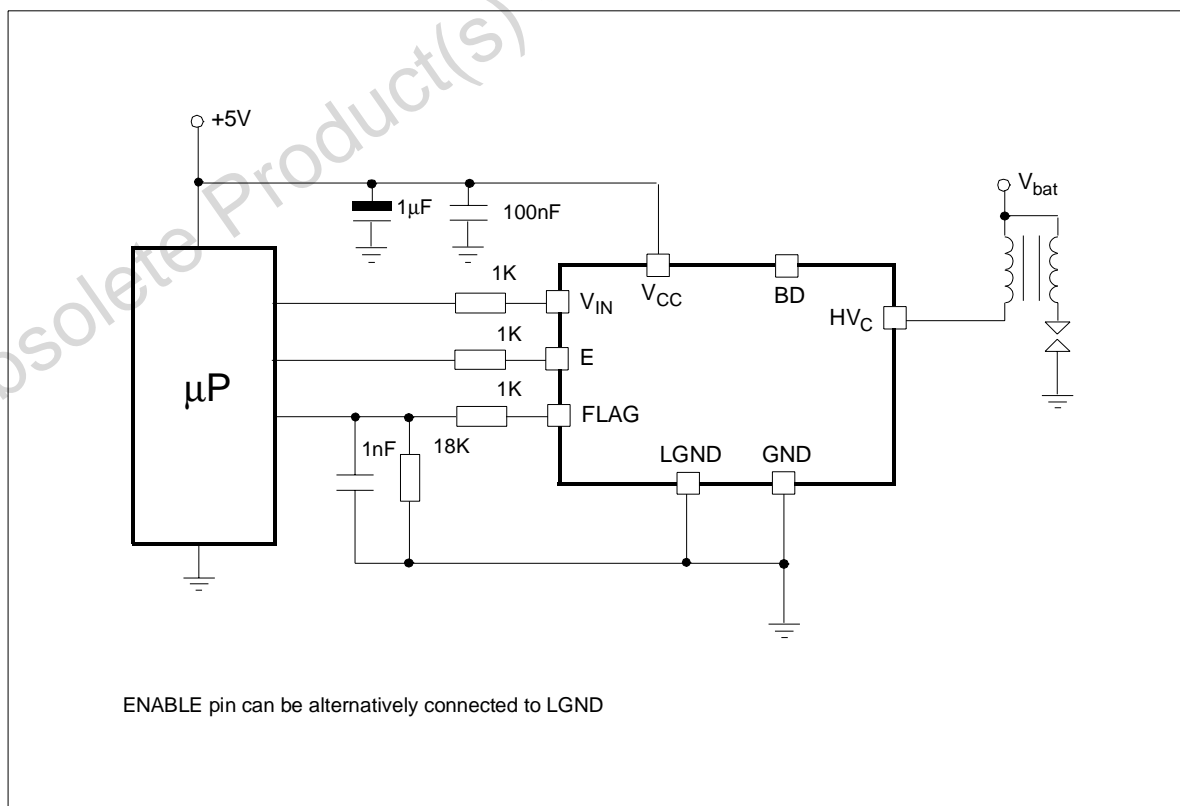 Obsolete Product(s)
+5V
1μF
100nF
V_bat
1K
V_IN
V_CC
BD
HV_C
1K
E
μP
1K
FLAG
1nF
18K
LGND
GND
ENABLE pin can be alternatively connected to LGND